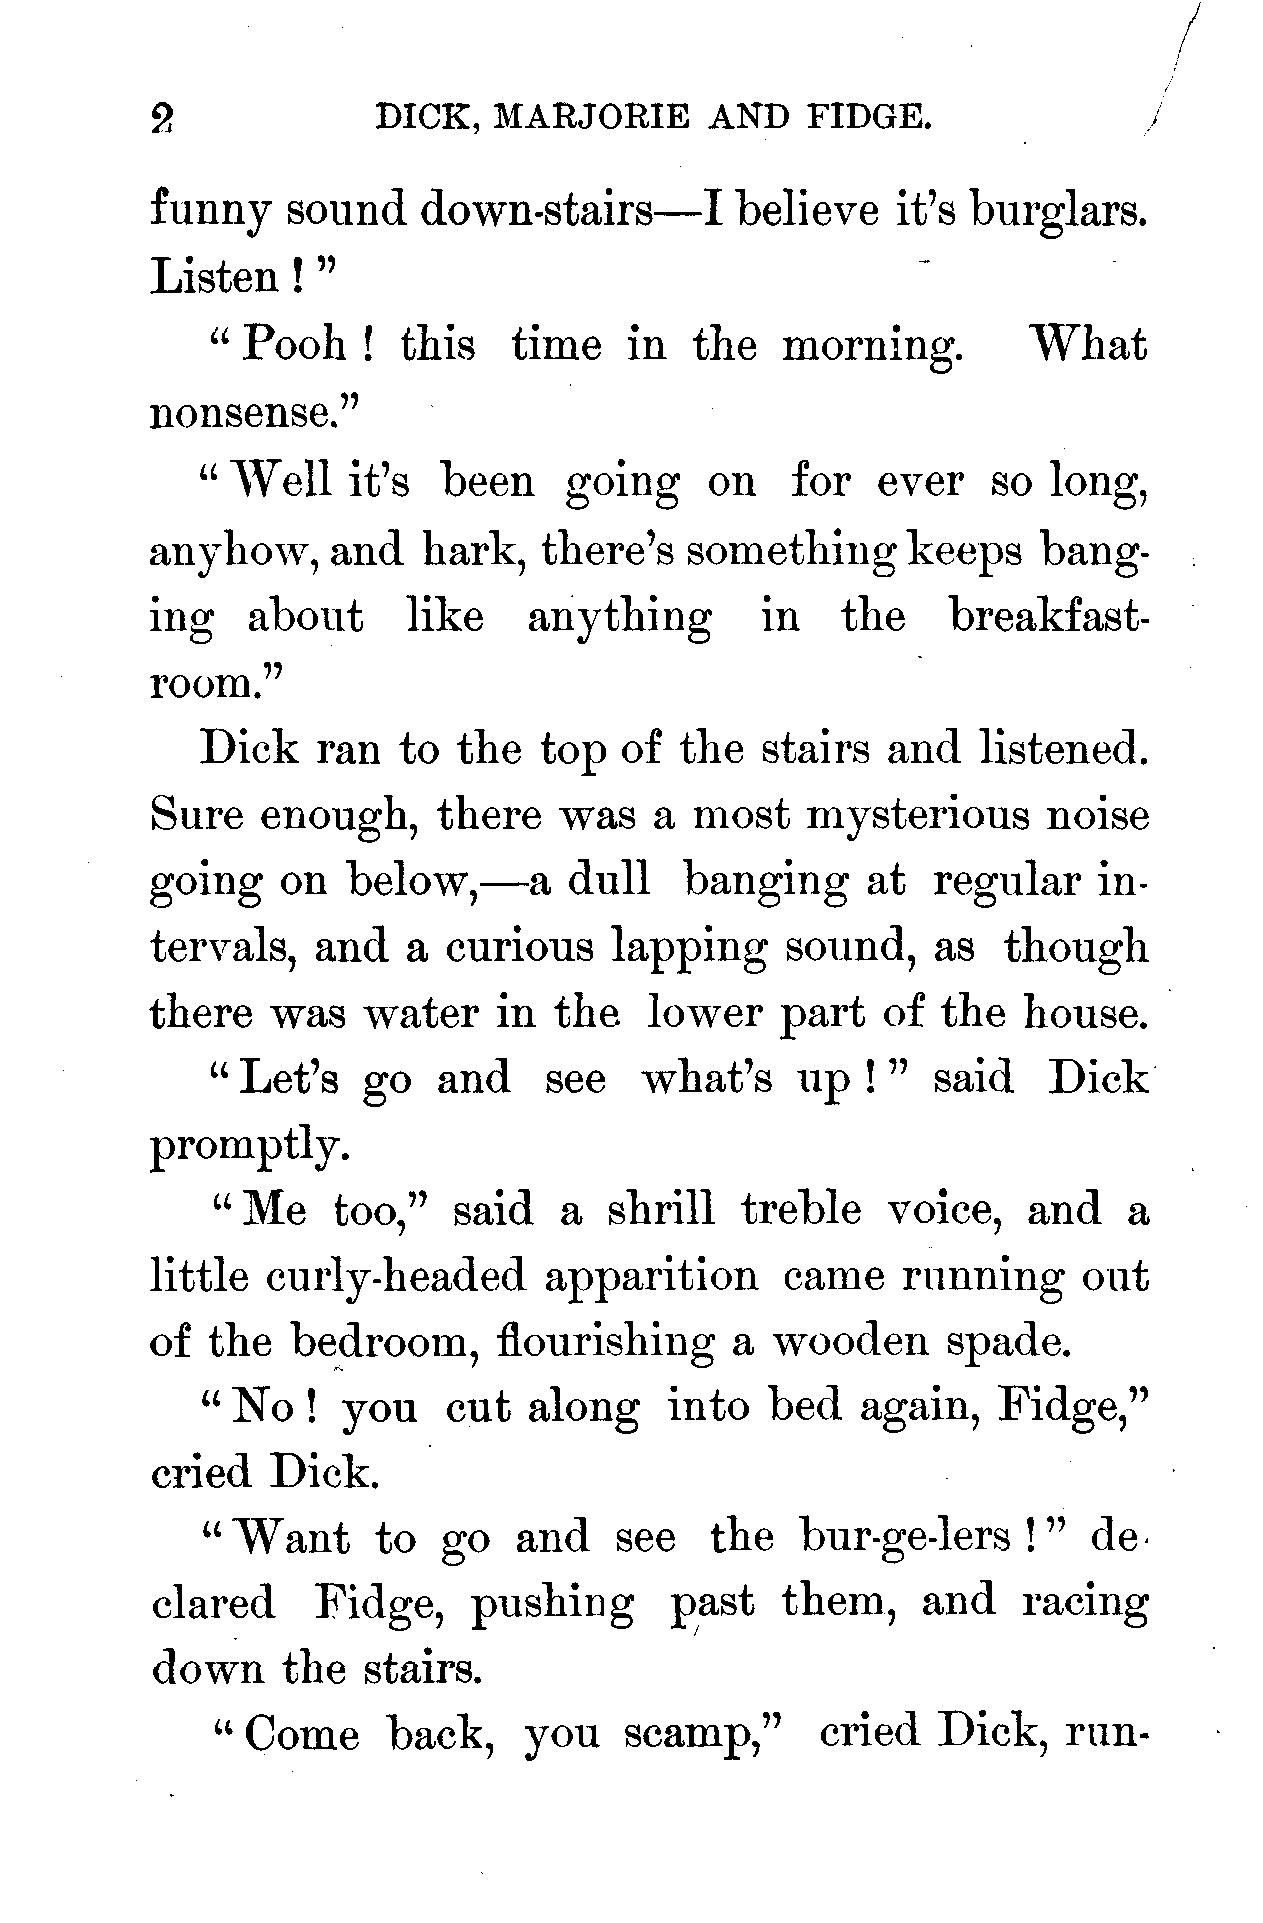 2 DICK, MARJORIE AND FIDGE.
funny sound down-stairs—I believe it's burglars.
Listen ! ”
“ Pooh ! this time in the morning. What
nonsense.”
“ Well it's been going on for ever so long,
anyhow, and hark, there's something keeps bang-
ing about like anything in the breakfast-
room.”
Dick ran to the top of the stairs and listened.
Sure enough, there was a most mysterious noise
going on below,—a dull banging at regular in-
tervals, and a curious lapping sound, as though
there was water in the lower part of the house.
“ Let's go and see what's up ! ” said Dick
promptly.
“ Me too,” said a shrill treble voice, and a
little curly-headed apparition came running out
of the bedroom, flourishing a wooden spade.
“ No ! you cut along into bed again, Fidge,”
cried Dick.
“ Want to go and see the bur-ge-lers ! ” de-
clared Fidge, pushing past them, and racing
down the stairs.
“ Come back, you scamp,” cried Dick, run-